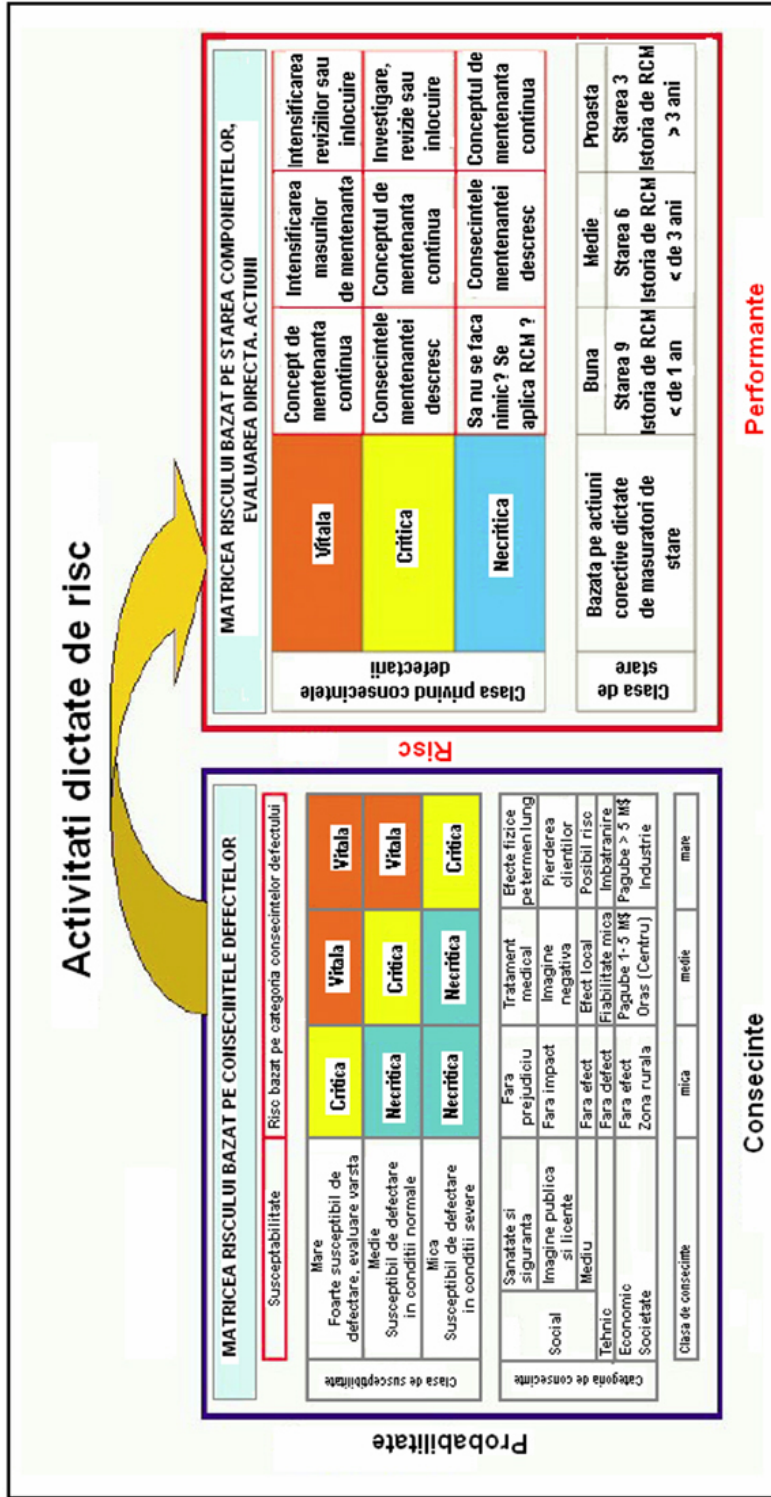 Activitati dictate de risc
MATRICEA RISCULUI BAZAT PE CONSECINTELE DEFECTELOR
Susceptabilitate
Risc bazat pe categoria consecintelor defectului
Clasa de susceptibilitate
Mare
Foarte susceptibil de
defectare, evaluare varsta
Critica
Vitala
Vitala
Medie
Susceptibil de defectare
in conditii normale
Necritica
Critica
Vitala
Mica
Susceptibil de defectare
in conditii severe
Necritica
Necritica
Critica
Categoria de consecinte
Social
Sanatate si
siguranta
Fara
prejudiciu
Tratament
medical
Efecte fizice
pe termen lung
Imagine publica
si licente
Fara impact
Imagine
negativa
Pierderea
clientilor
Mediu
Fara efect
Efect local
Posibil risc
Tehnic
Fara defect
Fiabilitate mica
Imbatranire
Economic
Fara efect
Pagube 1- 5 M$
Pagube > 5 M$
Societate
Zona rurala
Oras (Centru)
Industrie
Clasa de consecinte
mica
medie
mare
Probabilitate
Consecinte
Risc
MATRICEA RISCULUI BAZAT PE STAREA COMPONENTELOR,
EVALUAREA DIRECTA. ACTIUNI
Clasa privind consecintele
defectarii
Vitala
Concept de
mentenanta
continua
Intensificarea
masurilor
de mentenanta
Intensificarea
reviziilor sau
inlocuire
Critica
Consecintele
mentenantei
descresc
Conceptul de
mentenanta
continua
Investigare,
revizie sau
inlocuire
Necritica
Sa nu se faca
nimic? Se
aplica RCM ?
Consecintele
mentenantei
descresc
Conceptul de
mentenanta
continua
Clasa de
stare
Bazata pe actiuni
corective dictate
de masuratori de
stare
Buna
Medie
Proasta
Starea 9
Istoria de RCM
< de 1 an
Starea 6
Istoria de RCM
< de 3 ani
Starea 3
Istoria de RCM
> 3 ani
Performante